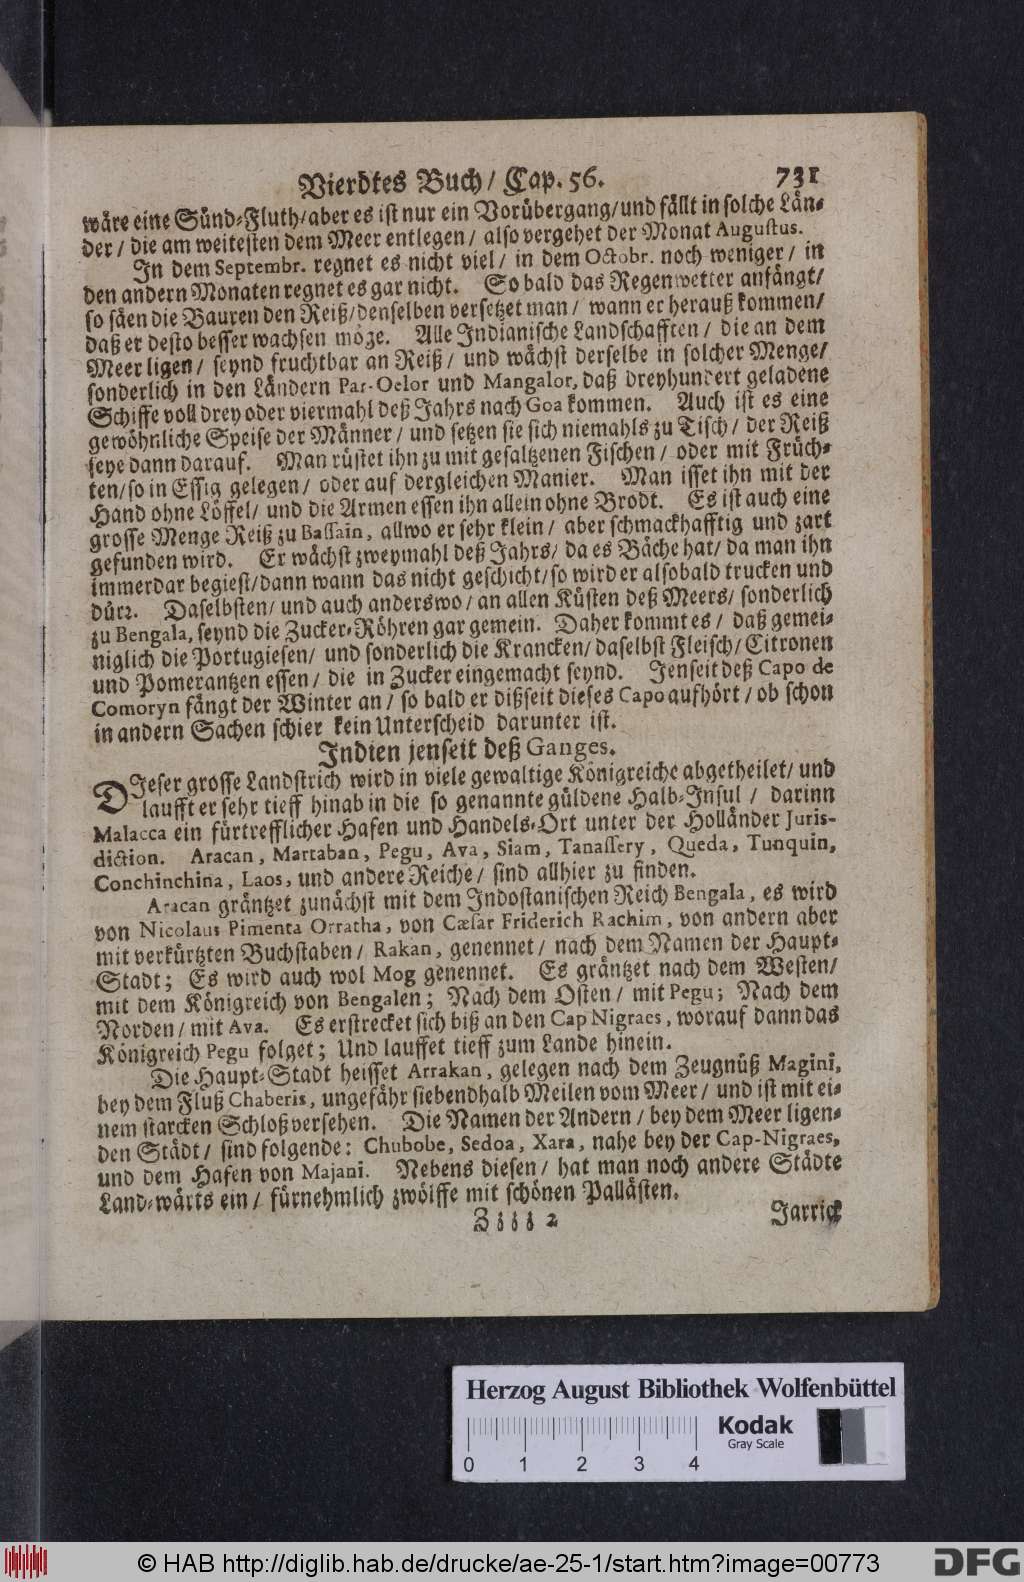 Vierdtes Buch / Cap. 56. 731
wäre eine Sünd-Fluth/ aber es ist nur ein Vorübergang/ und fällt in solche Län-
der / die am weitesten dem Meer entlegen / also vergehet der Monat Augustus.
In dem Septembr. regnet es nicht viel / in dem Octobr. noch weniger / in
den andern Monaten regnet es gar nicht. So bald das Regenwetter anfängt/
so säen die Bauren den Reiß/ denselben versetzet man / wann er herauß kommen/
daß er desto besser wachsen möge. Alle Indianische Landschafften / die an dem
Meer ligen / seynd fruchtbar an Reiß / und wächst derselbe in solcher Menge/
sonderlich in den Ländern Par-Oelor und Mangalor, daß dreyhundert geladene
Schiffe voll drey oder viermahl deß Jahrs nach Goa kommen. Auch ist es eine
gewöhnliche Speise der Männer / und setzen sie sich niemahls zu Tisch / der Reiß
seye dann darauf. Man rüstet ihn zu mit gesaltzenen Fischen / oder mit Früch-
ten/ so in Essig gelegen / oder auf dergleichen Manier. Man isset ihn mit der
Hand ohne Löffel/ und die Armen essen ihn allein ohne Brodt. Es ist auch eine
grosse Menge Reiß zu Bassain, allwo er sehr klein / aber schmackhafftig und zart
gefunden wird. Er wächst zweymahl deß Jahrs/ da es Bäche hat/ da man ihn
immerdar begiest/ dann wann das nicht geschicht/ so wird er alsobald trucken und
dürr. Daselbsten/ und auch anderswo / an allen Küsten deß Meers/ sonderlich
zu Bengala, seynd die Zucker-Röhren gar gemein. Daher kommt es / daß gemei-
niglich die Portugiesen/ und sonderlich die Krancken/ daselbst Fleisch/ Citronen
und Pomerantzen essen / die in Zucker eingemacht seynd. Jenseit deß Capo de
Comoryn fängt der Winter an / so bald er dißseit dieses Capo aufhört / ob schon
in andern Sachen schier kein Unterscheid darunter ist.
Indien jenseit deß Ganges.
DIeser grosse Landstrich wird in viele gewaltige Königreiche abgetheilet/ und
laufft er sehr tieff hinab in die so genannte güldene Halb-Insul / darinn
Malacca ein fürtrefflicher Hafen und Handels-Ort unter der Holländer Juris-
diction. Aracan, Martaban, Pegu, Ava, Siam, Tanassery, Queda, Tunquin,
Conchinchina, Laos, und andere Reiche/ sind allhier zu finden.
Aracan gräntzet zunächst mit dem Indostanischen Reich Bengala, es wird
von Nicolaus Pimenta Orratha, von Cæsar Friderich Rachim, von andern aber
mit verkürtzten Buchstaben/ Rakan, genennet / nach dem Namen der Haupt-
Stadt; Es wird auch wol Mog genennet. Es gräntzet nach dem Westen/
mit dem Königreich von Bengalen; Nach dem Osten / mit Pegu; Nach dem
Norden / mit Ava. Es erstrecket sich biß an den Cap Nigraes, worauf dann das
Königreich Pegu folget; Und lauffet tieff zum Lande hinein.
Die Haupt-Stadt heisset Arrakan, gelegen nach dem Zeugnüß Magini,
bey dem Fluß Chaberis, ungefähr siebendhalb Meilen vom Meer / und ist mit ei-
nem starcken Schloß versehen. Die Namen der Andern / bey dem Meer ligen-
den Städt / sind folgende: Chubobe, Sedoa, Xara, nahe bey der Cap-Nigraes,
und dem Hafen von Majani. Nebens diesen / hat man noch andere Städte
Land-wärts ein / fürnehmlich zwölffe mit schönen Pallästen.
Zzzz 2 Jarrick
Herzog August Bibliothek Wolfenbüttel
Kodak
Gray Scale
0 1 2 3 4
© HAB http://diglib.hab.de/drucke/ae-25-1/start.htm?image=00773
DFG